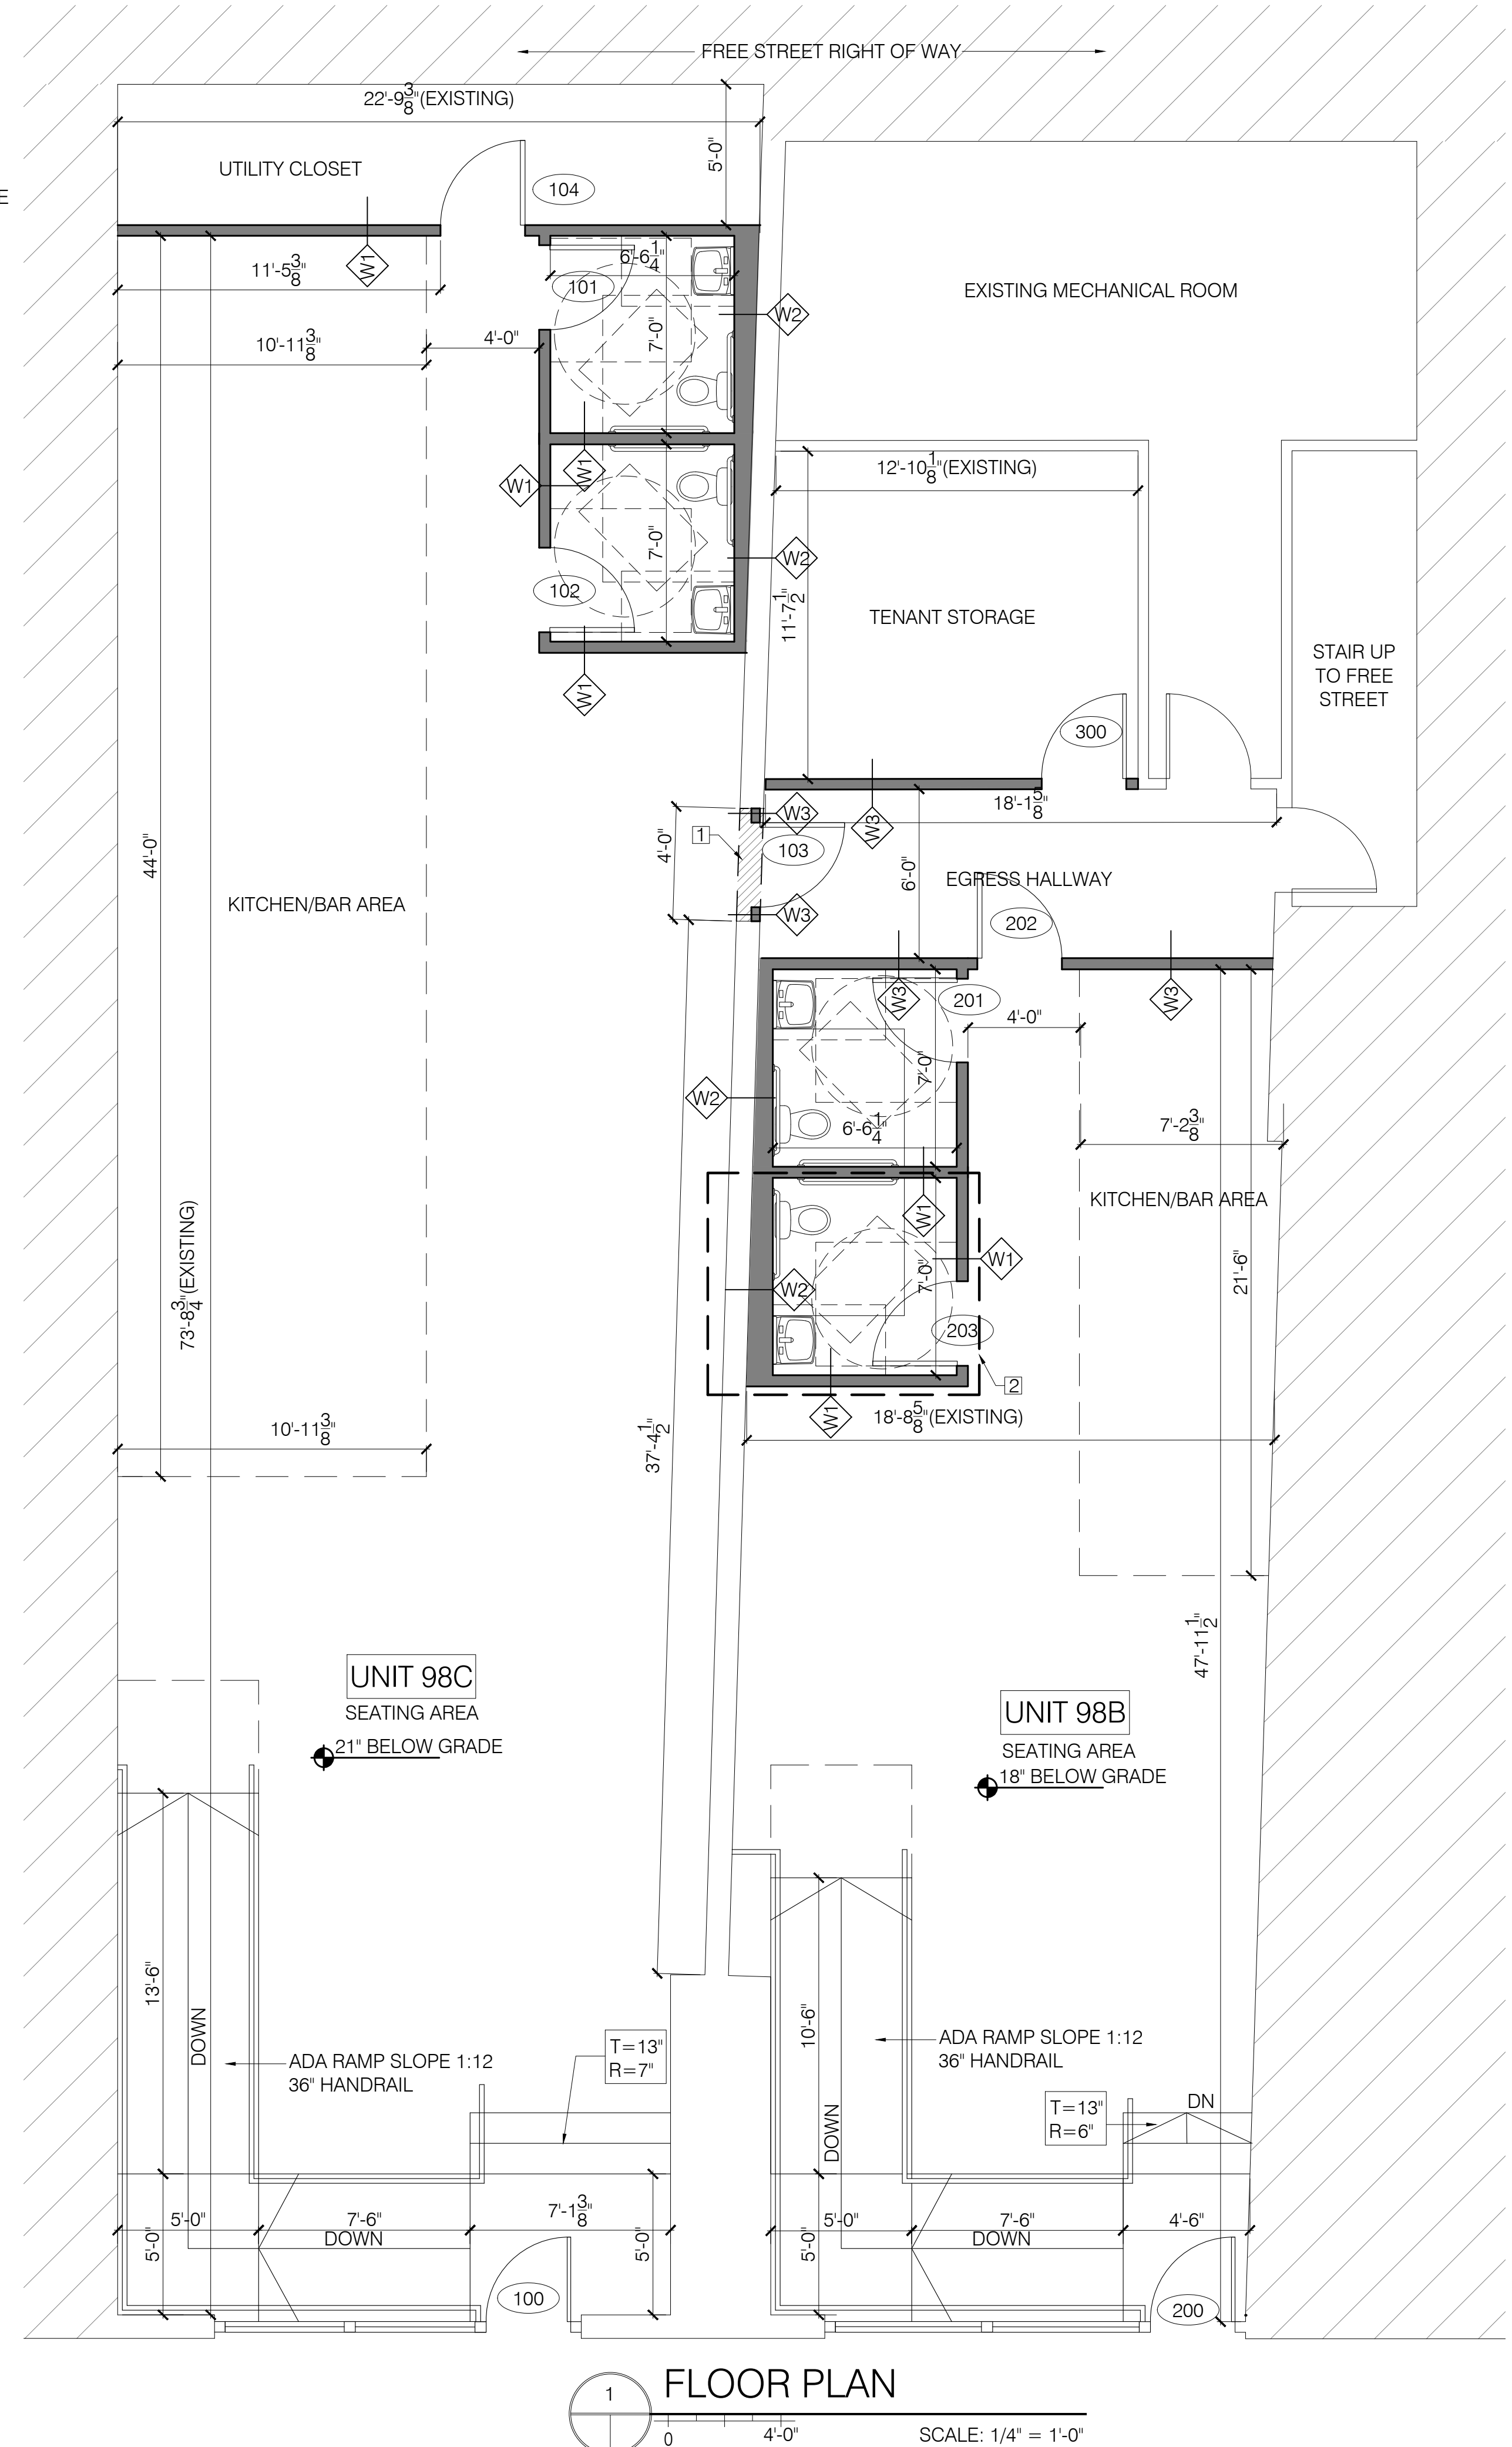 FREE STREET RIGHT OF WAY
22'-9 3/8" (EXISTING)
5'-0"
UTILITY CLOSET
104
E
W1
11'-5 3/8"
6'-6 1/4"
101
EXISTING MECHANICAL ROOM
W2
7'-0"
10'-11 3/8"
4'-0"
W1
W1
12'-10 1/8" (EXISTING)
7'-0"
W2
102
11'-7 1/2"
TENANT STORAGE
STAIR UP
TO FREE
STREET
W1
300
18'-1 5/8"
W3
W3
1
4'-0"
103
44'-0"
6'-0"
EGRESS HALLWAY
KITCHEN/BAR AREA
W3
202
W3
201
W3
4'-0"
7'-0"
W2
6'-6 1/4"
7'-2 3/8"
KITCHEN/BAR AREA
W1
W1
73'-8 3/4" (EXISTING)
7'-0"
W2
21'-6"
203
2
W1
18'-8 5/8" (EXISTING)
10'-11 3/8"
37'-4 1/2"
47'-11 1/2"
UNIT 98C
SEATING AREA
21" BELOW GRADE
UNIT 98B
SEATING AREA
18" BELOW GRADE
13'-6"
DOWN
10'-6"
ADA RAMP SLOPE 1:12
36" HANDRAIL
T=13"
R=7"
ADA RAMP SLOPE 1:12
36" HANDRAIL
DOWN
T=13"
R=6"
DN
5'-0"
7'-6"
7'-1 3/8"
5'-0"
7'-6"
4'-6"
DOWN
DOWN
5'-0"
5'-0"
5'-0"
100
200
1
FLOOR PLAN
0
4'-0"
SCALE: 1/4" = 1'-0"